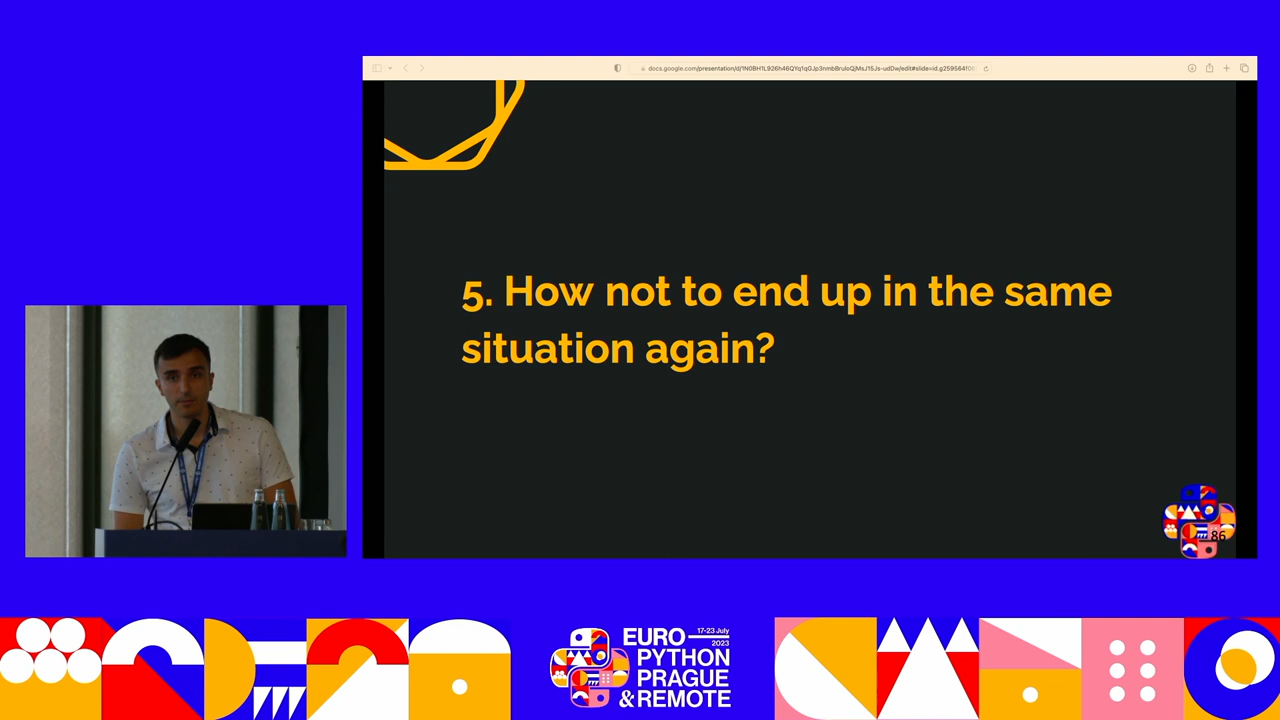 5. How not to end up in the same
situation again?
86
EURO
17-23 July
2023
PYTHON
PRAGUE
& REMOTE